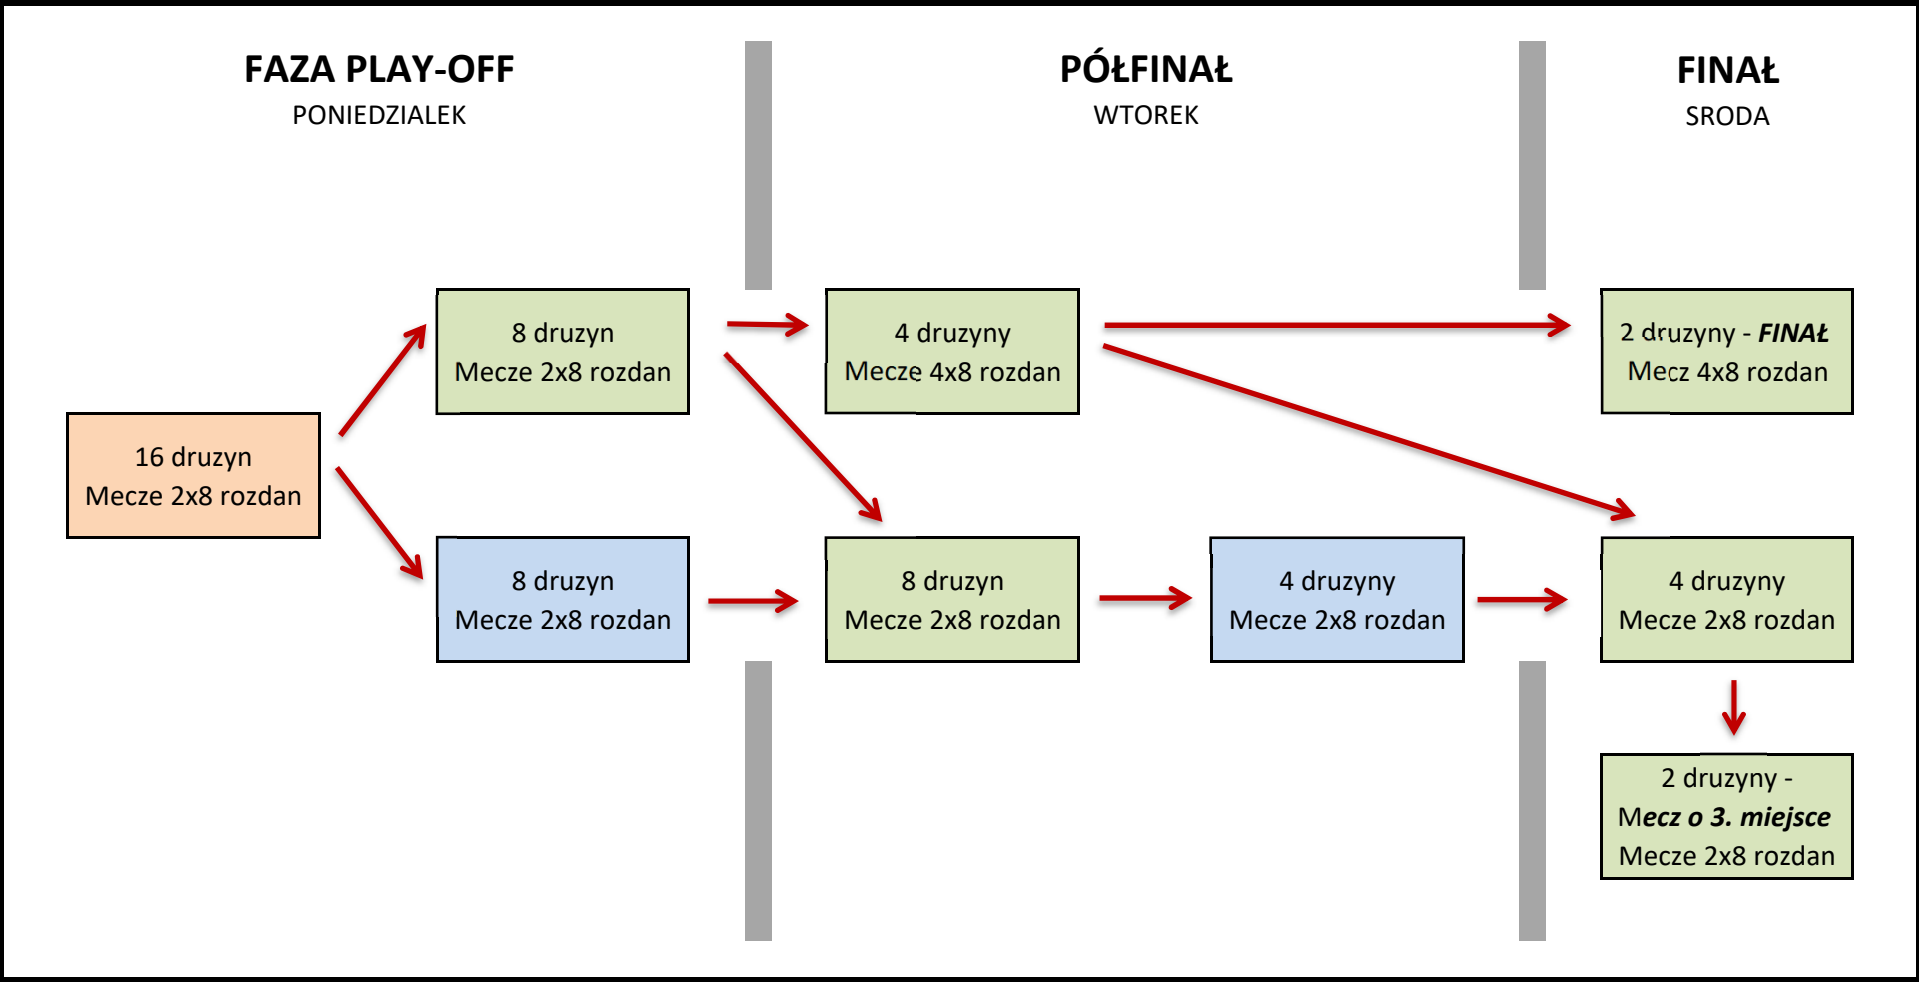 FAZA PLAY-OFF
PONIEDZIALEK
PÓŁFINAŁ
WTOREK
FINAŁ
SRODA
16 druzyn
Mecze 2x8 rozdan
8 druzyn
Mecze 2x8 rozdan
8 druzyn
Mecze 2x8 rozdan
4 druzyny
Mecze 4x8 rozdan
8 druzyn
Mecze 2x8 rozdan
4 druzyny
Mecze 2x8 rozdan
2 druzyny - FINAŁ
Mecz 4x8 rozdan
4 druzyny
Mecze 2x8 rozdan
2 druzyny -
Mecz o 3. miejsce
Mecze 2x8 rozdan